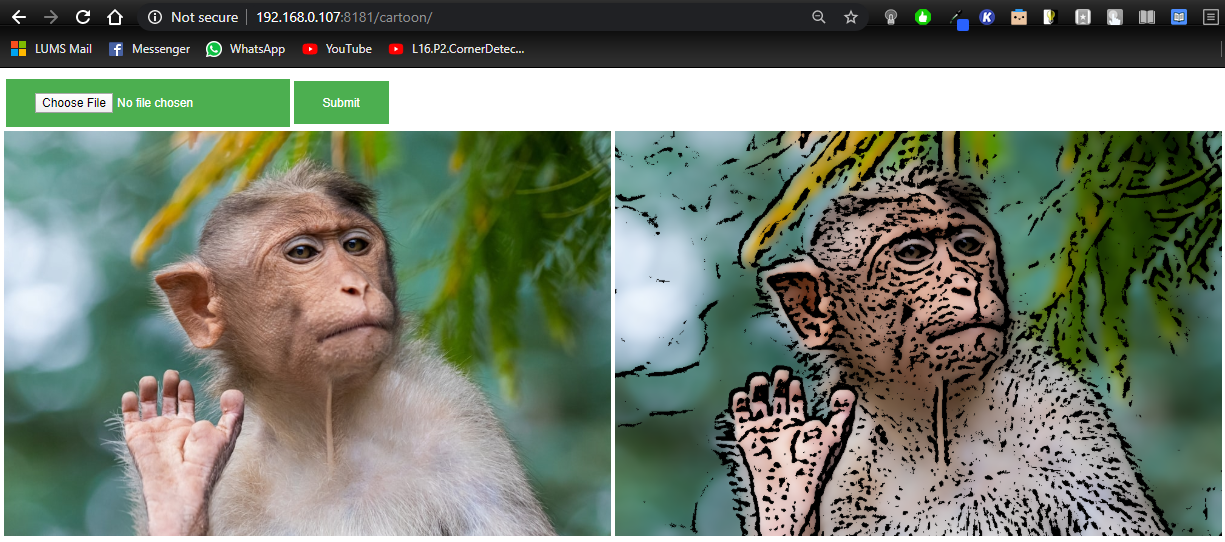 Not secure 192.168.0.107:8181/cartoon/
LUMS Mail Messenger WhatsApp YouTube L16.P2.CornerDetec...
Choose File No file chosen Submit